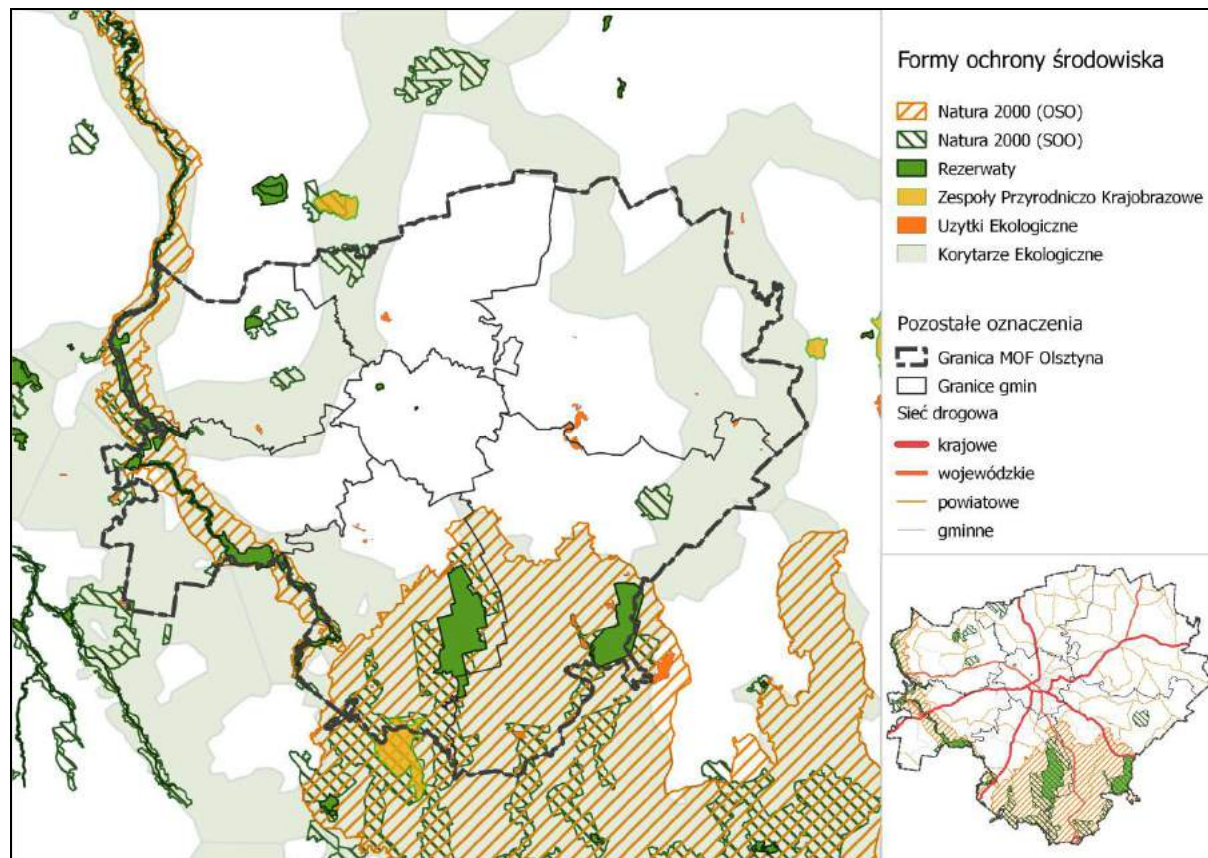 Formy ochrony środowiska
Natura 2000 (OSO)
Natura 2000 (SOO)
Rezerwaty
Zespoły Przyrodniczo Krajobrazowe
Uzytki Ekologiczne
Korytarze Ekologiczne
Pozostałe oznaczenia
Granica MOF Olsztyna
Granice gmin
Sieć drogowa
krajowe
wojewódzkie
powiatowe
gminne